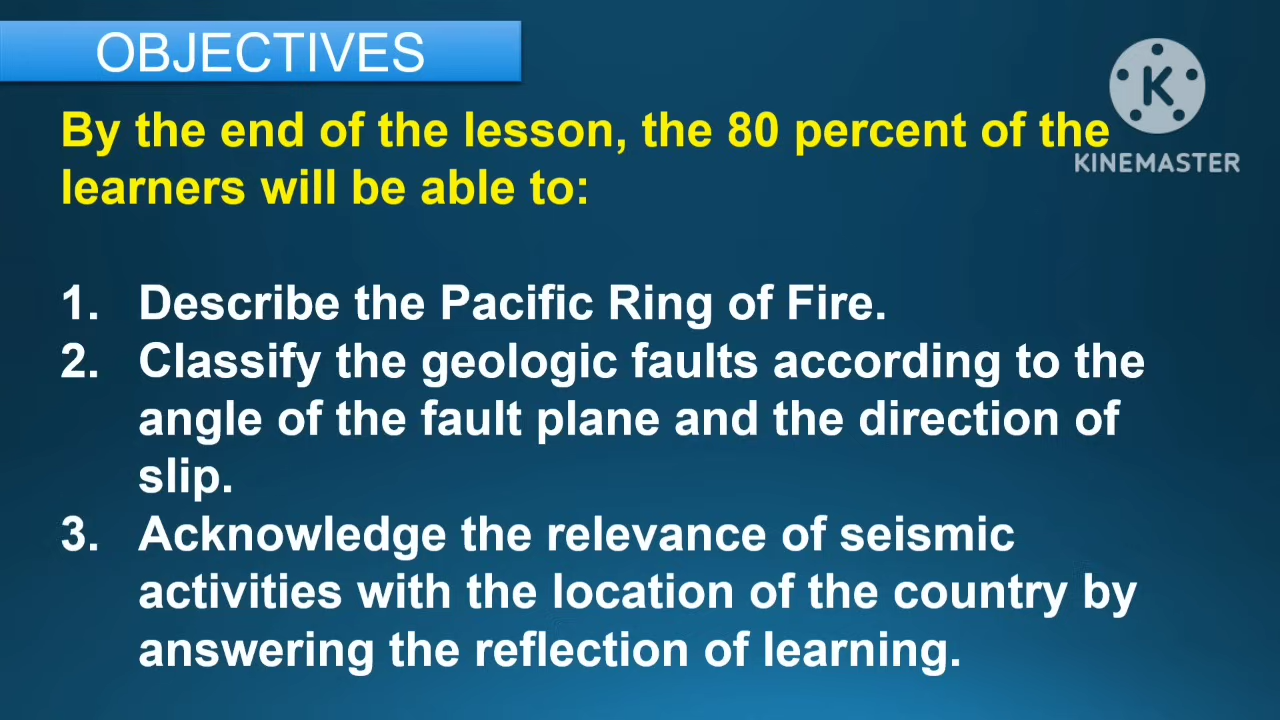 OBJECTIVES
K
KINEMASTER
By the end of the lesson, the 80 percent of the
learners will be able to:
1. Describe the Pacific Ring of Fire.
2. Classify the geologic faults according to the
angle of the fault plane and the direction of
slip.
3. Acknowledge the relevance of seismic
activities with the location of the country by
answering the reflection of learning.